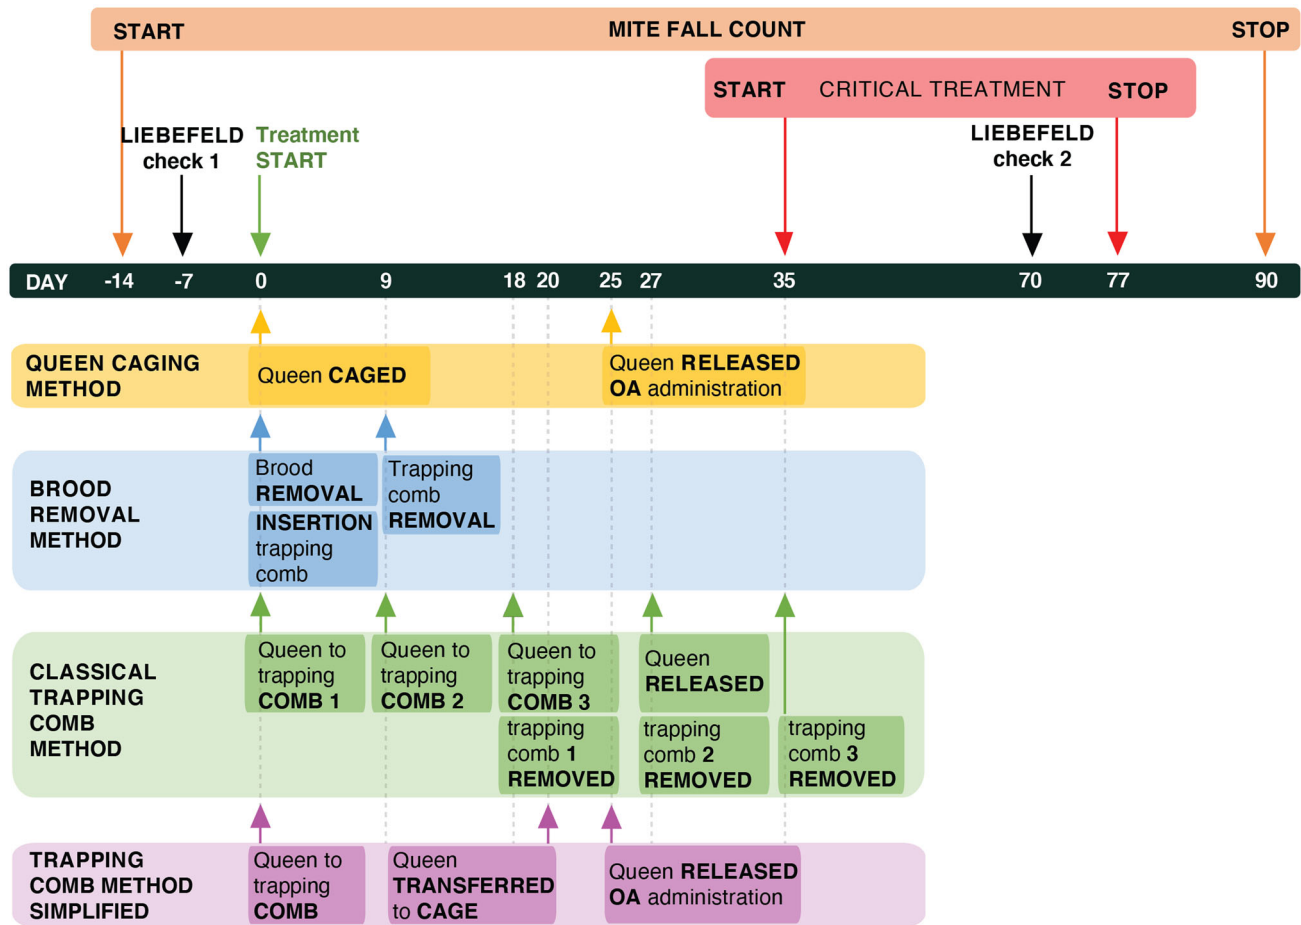 START MITE FALL COUNT STOP
START CRITICAL TREATMENT STOP
LIEBEFELD
check 1
Treatment
START
LIEBEFELD
check 2
DAY -14 -7 0 9 18 20 25 27 35 70 77 90
QUEEN CAGING
METHOD
Queen CAGED
Queen RELEASED
OA administration
BROOD
REMOVAL
METHOD
Brood
REMOVAL
INSERTION
trapping
comb
Trapping
comb
REMOVAL
CLASSICAL
TRAPPING
COMB
METHOD
Queen to
trapping
COMB 1
Queen to
trapping
COMB 2
Queen to
trapping
COMB 3
trapping
comb 1
REMOVED
Queen
RELEASED
trapping
comb 2
REMOVED
trapping
comb 3
REMOVED
TRAPPING
COMB METHOD
SIMPLIFIED
Queen to
trapping
COMB
Queen
TRANSFERRED
to CAGE
Queen RELEASED
OA administration